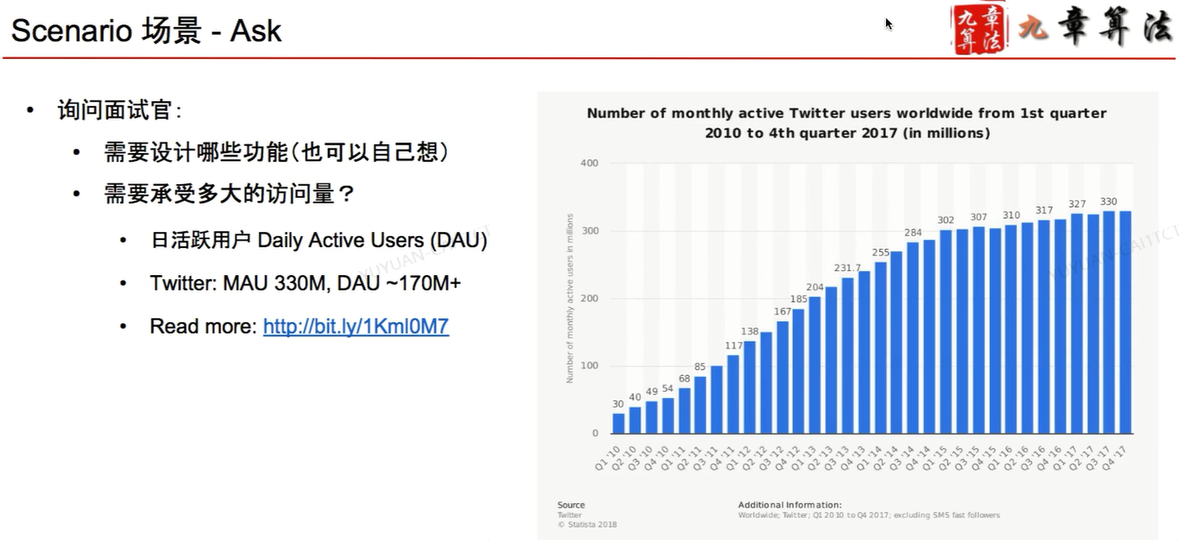 Scenario 场景 - Ask
九章算法
九章算法
• 询问面试官：
• 需要设计哪些功能（也可以自己想）
• 需要承受多大的访问量？
• 日活跃用户 Daily Active Users (DAU)
• Twitter: MAU 330M, DAU ~170M+
• Read more: http://bit.ly/1Kml0M7
Number of monthly active Twitter users worldwide from 1st quarter
2010 to 4th quarter 2017 (in millions)
Number of monthly active users in millions
400
300
200
100
0
30 40 49 54 68 85 117 138 167 185 204 231.7 255 284 302 307 310 317 327 330
Q1 '10 Q2 '10 Q3 '10 Q4 '10 Q1 '11 Q2 '11 Q3 '11 Q4 '11 Q1 '12 Q2 '12 Q3 '12 Q4 '12 Q1 '13 Q2 '13 Q3 '13 Q4 '13 Q1 '14 Q2 '14 Q3 '14 Q4 '14 Q1 '15 Q2 '15 Q3 '15 Q4 '15 Q1 '16 Q2 '16 Q3 '16 Q4 '16 Q1 '17 Q2 '17 Q3 '17 Q4 '17
Source
Twitter
© Statista 2018
Additional Information:
Worldwide; Twitter; Q1 2010 to Q4 2017; excluding SMS fast followers